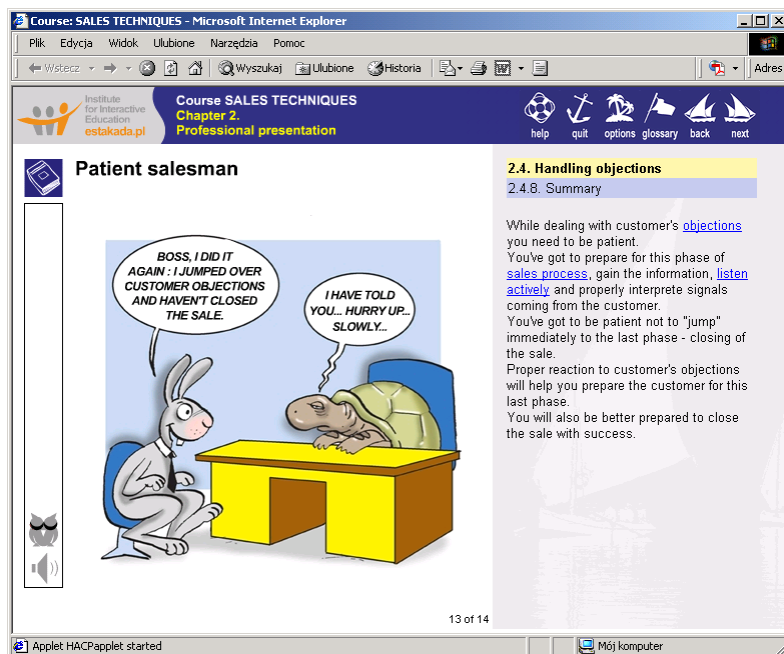 Course: SALES TECHNIQUES - Microsoft Internet Explorer
Plik Edycja Widok Ulubione Narzędzia Pomoc
Wstecz Wyszukaj Ulubione Historia Adres
Institute
for Interactive
Education
estakada.pl
Course SALES TECHNIQUES
Chapter 2.
Professional presentation
help quit options glossary back next
Patient salesman
BOSS, I DID IT
AGAIN : I JUMPED OVER
CUSTOMER OBJECTIONS
AND HAVEN'T CLOSED
THE SALE.
I HAVE TOLD
YOU... HURRY UP...
SLOWLY...
13 of 14
2.4. Handling objections
2.4.8. Summary
While dealing with customer's objections
you need to be patient.
You've got to prepare for this phase of
sales process, gain the information, listen
actively and properly interprete signals
coming from the customer.
You've got to be patient not to "jump"
immediately to the last phase - closing of
the sale.
Proper reaction to customer's objections
will help you prepare the customer for this
last phase.
You will also be better prepared to close
the sale with success.
Applet HACPapplet started
Mój komputer